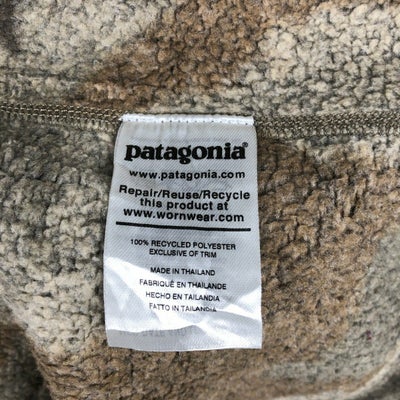 patagonia®
www.patagonia.com
Repair/Reuse/Recycle
this product at
www.wornwear.com
100% RECYCLED POLYESTER
EXCLUSIVE OF TRIM
MADE IN THAILAND
FABRIQUÉ EN THAILANDE
HECHO EN TAILANDIA
FATTO IN TAILANDIA